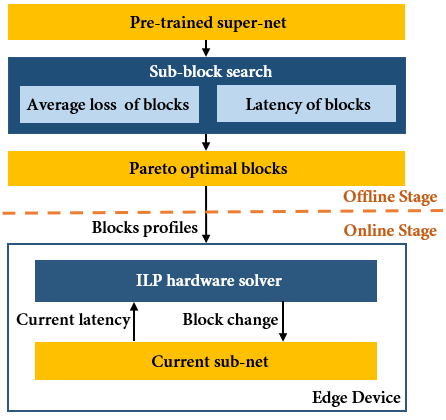 Pre-trained super-net
Sub-block search
Average loss of blocks
Latency of blocks
Pareto optimal blocks
Offline Stage
Blocks profiles
Online Stage
ILP hardware solver
Current latency
Block change
Current sub-net
Edge Device